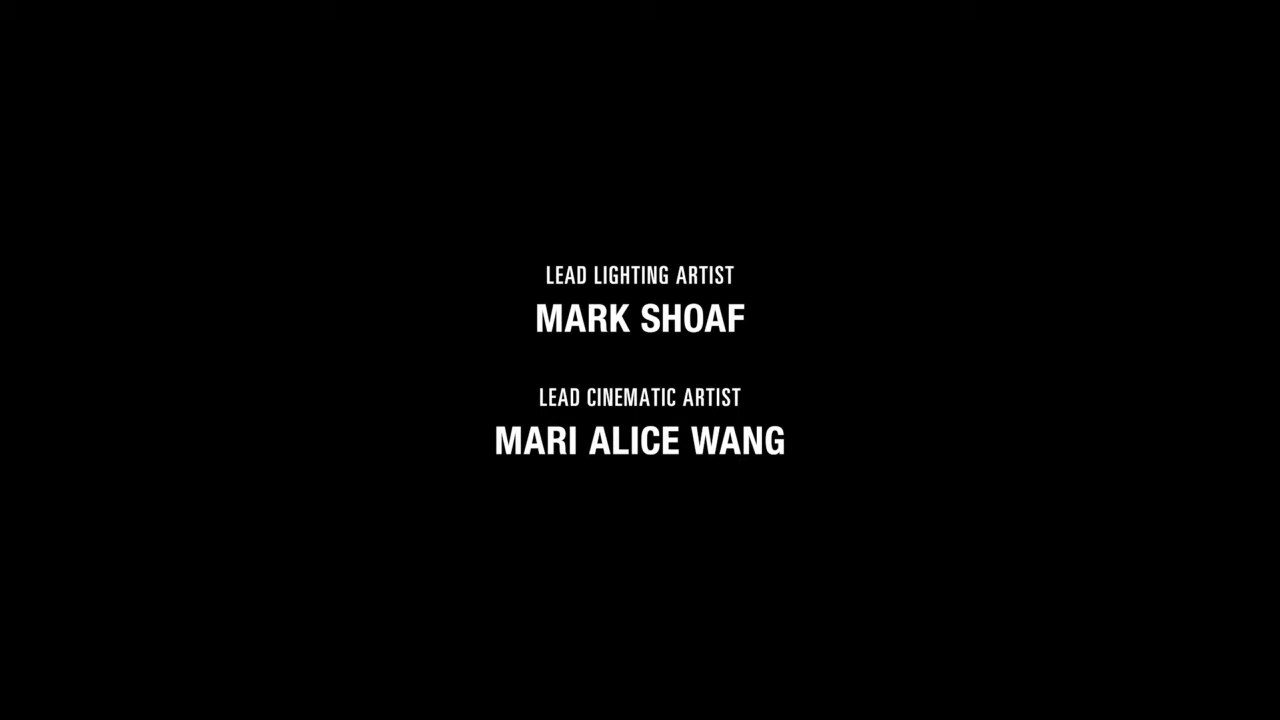 LEAD LIGHTING ARTIST
MARK SHOAF
LEAD CINEMATIC ARTIST
MARI ALICE WANG